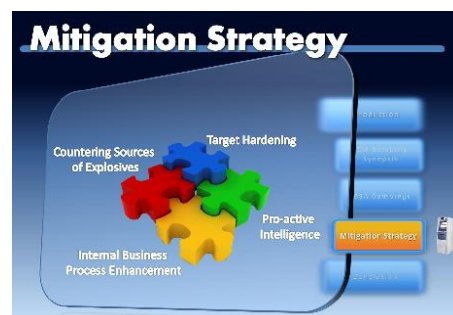 Mitigation Strategy
Target Hardening
Countering Sources
of Explosives
Pro-active
Intelligence
Internal Business
Process Enhancement
Mitigation Strategy